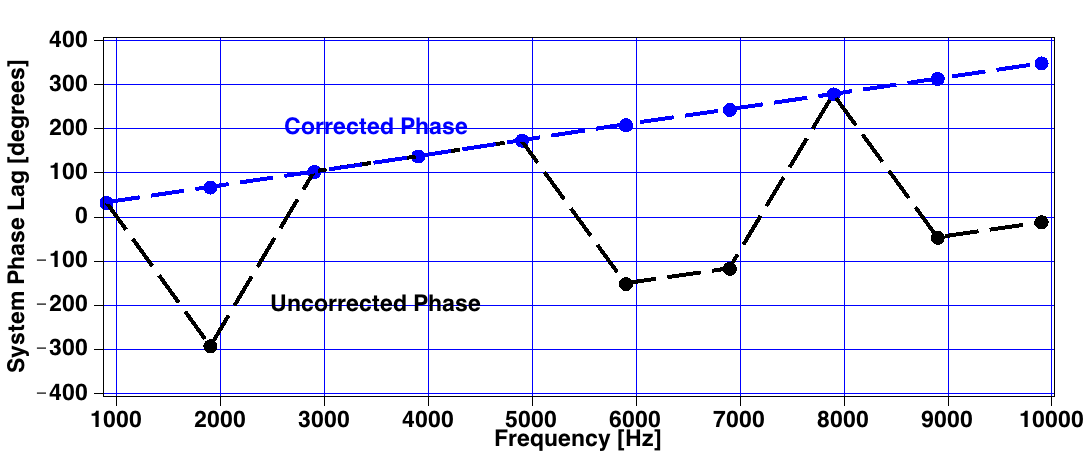 400
300
200
100
0
−100
−200
−300
−400
System Phase Lag [degrees]
Corrected Phase
Uncorrected Phase
1000 2000 3000 4000 5000 6000 7000 8000 9000 10000
Frequency [Hz]